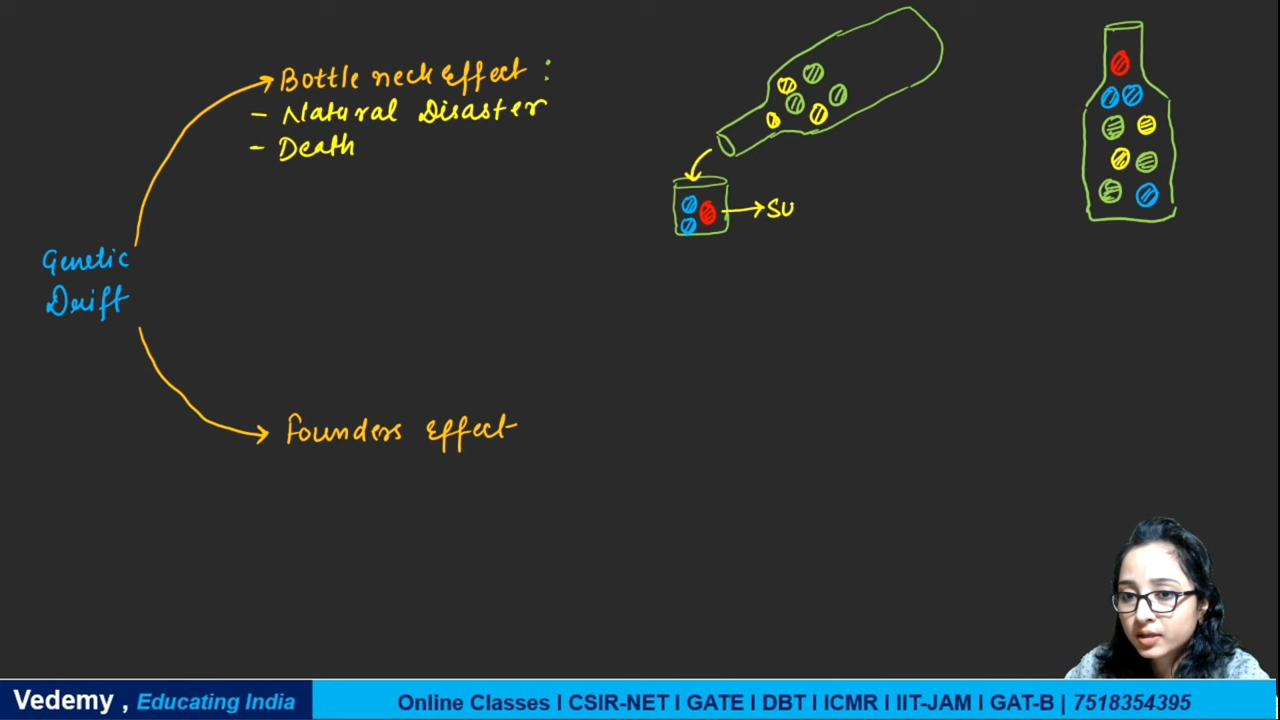 Bottle neck Effect :
- Natural Disaster
- Death
SU
Genetic
Drift
Founders Effect
Vedemy , Educating India
Online Classes I CSIR-NET I GATE I DBT I ICMR I IIT-JAM I GAT-B I 7518354395